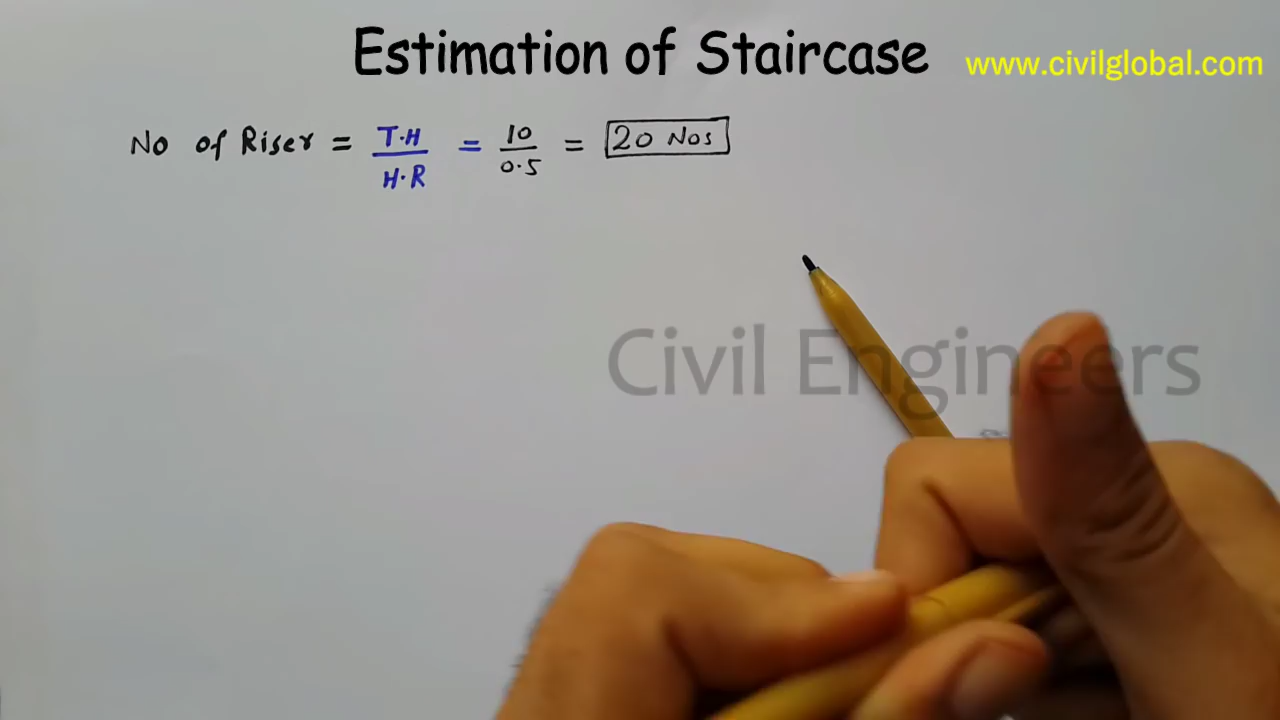 Estimation of Staircase
www.civilglobal.com
No of Riser = T.H / H.R = 10 / 0.5 = 20 Nos
Civil Engineers